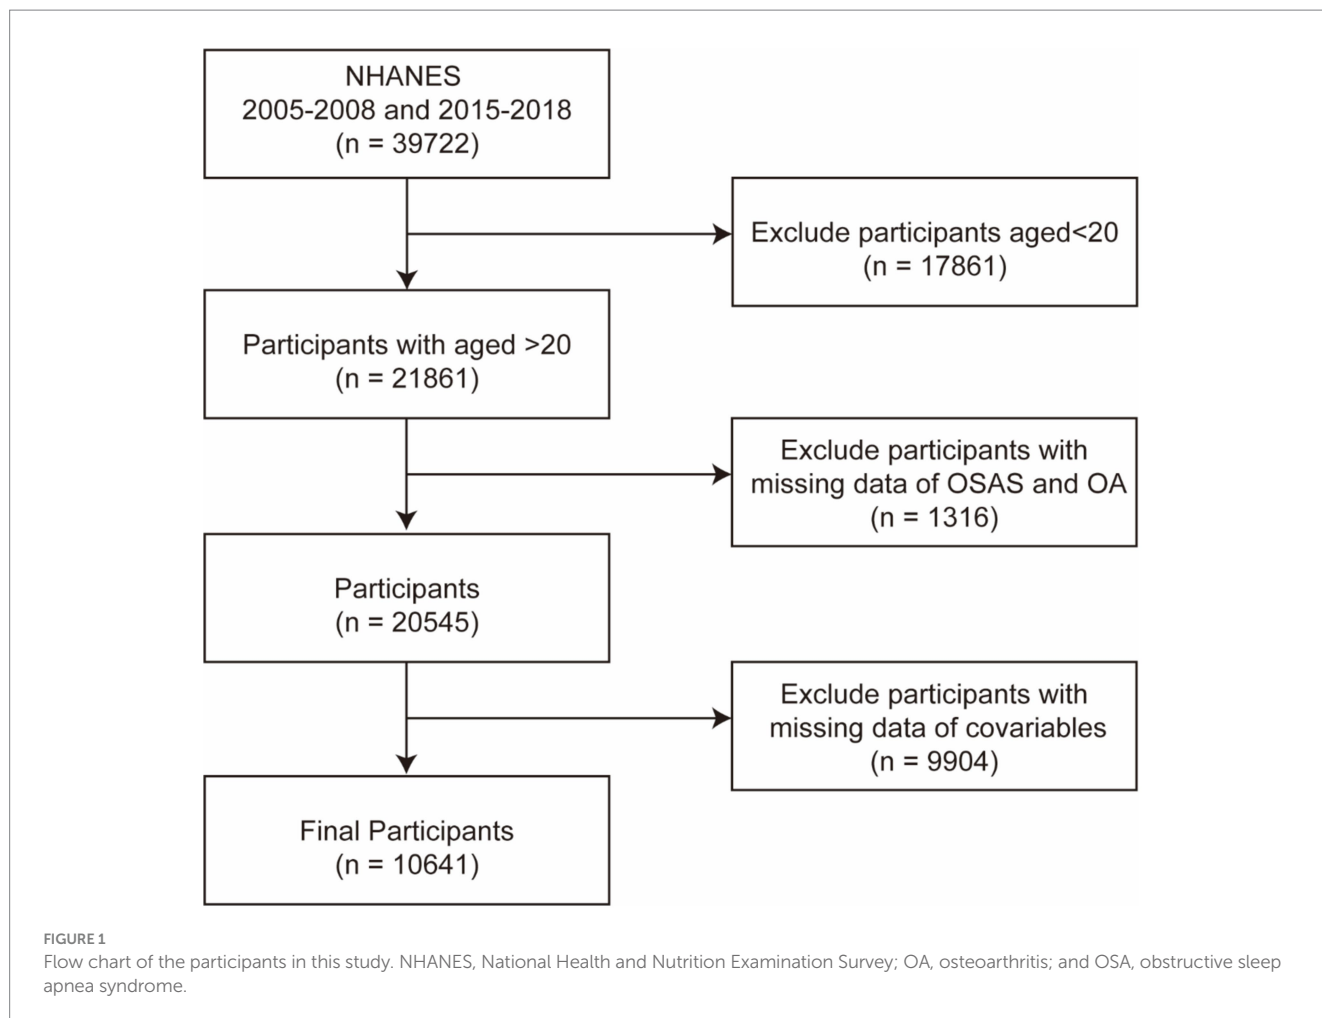 NHANES
2005-2008 and 2015-2018
(n = 39722)
Exclude participants aged<20
(n = 17861)
Participants with aged >20
(n = 21861)
Exclude participants with
missing data of OSAS and OA
(n = 1316)
Participants
(n = 20545)
Exclude participants with
missing data of covariables
(n = 9904)
Final Participants
(n = 10641)
FIGURE 1
Flow chart of the participants in this study. NHANES, National Health and Nutrition Examination Survey; OA, osteoarthritis; and OSA, obstructive sleep
apnea syndrome.